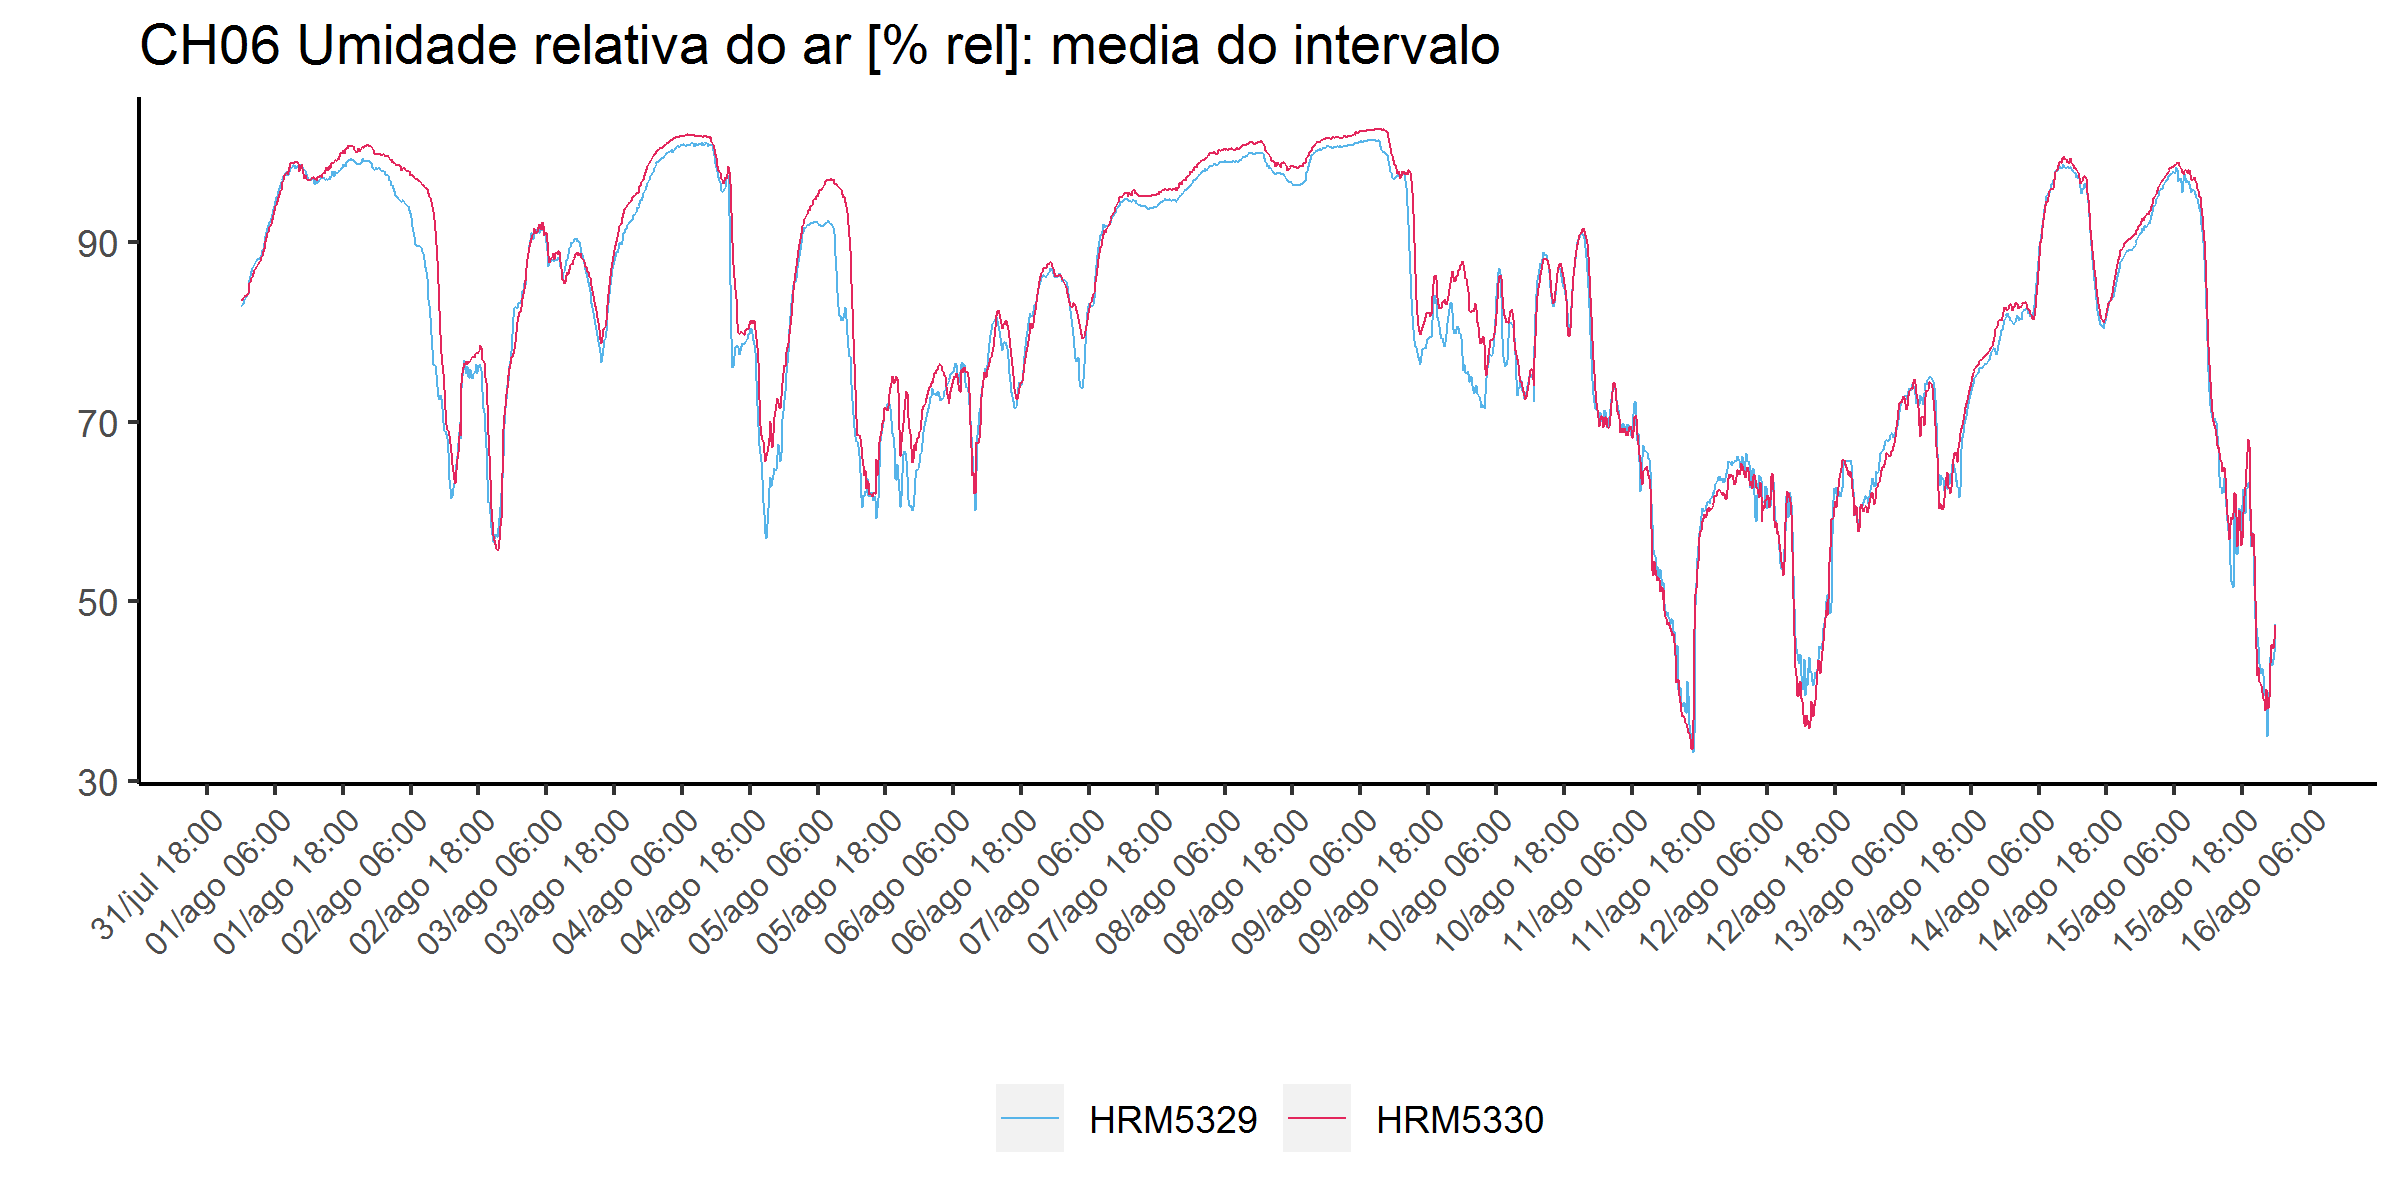 CH06 Umidade relativa do ar [% rel]: media do intervalo
90
70
50
30
31/jul 18:00
01/ago 06:00
01/ago 18:00
02/ago 06:00
02/ago 18:00
03/ago 06:00
03/ago 18:00
04/ago 06:00
04/ago 18:00
05/ago 06:00
05/ago 18:00
06/ago 06:00
06/ago 18:00
07/ago 06:00
07/ago 18:00
08/ago 06:00
08/ago 18:00
09/ago 06:00
09/ago 18:00
10/ago 06:00
10/ago 18:00
11/ago 06:00
11/ago 18:00
12/ago 06:00
12/ago 18:00
13/ago 06:00
13/ago 18:00
14/ago 06:00
14/ago 18:00
15/ago 06:00
15/ago 18:00
16/ago 06:00
HRM5329 HRM5330